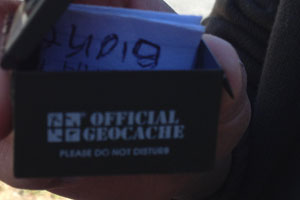 OFFICIAL
GEOCACHE
PLEASE DO NOT DISTURB